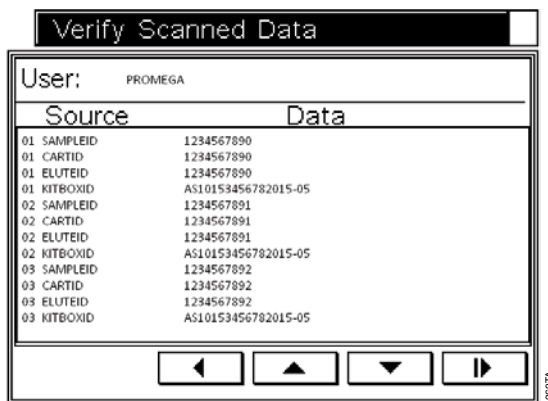 Verify Scanned Data
User: PROMEGA
Source Data
01 SAMPLEID 1234567890
01 CARTID 1234567890
01 ELUTEID 1234567890
01 KITBOXID AS10153456782015-05
02 SAMPLEID 1234567891
02 CARTID 1234567891
02 ELUTEID 1234567891
02 KITBOXID AS10153456782015-05
03 SAMPLEID 1234567892
03 CARTID 1234567892
03 ELUTEID 1234567892
03 KITBOXID AS10153456782015-05